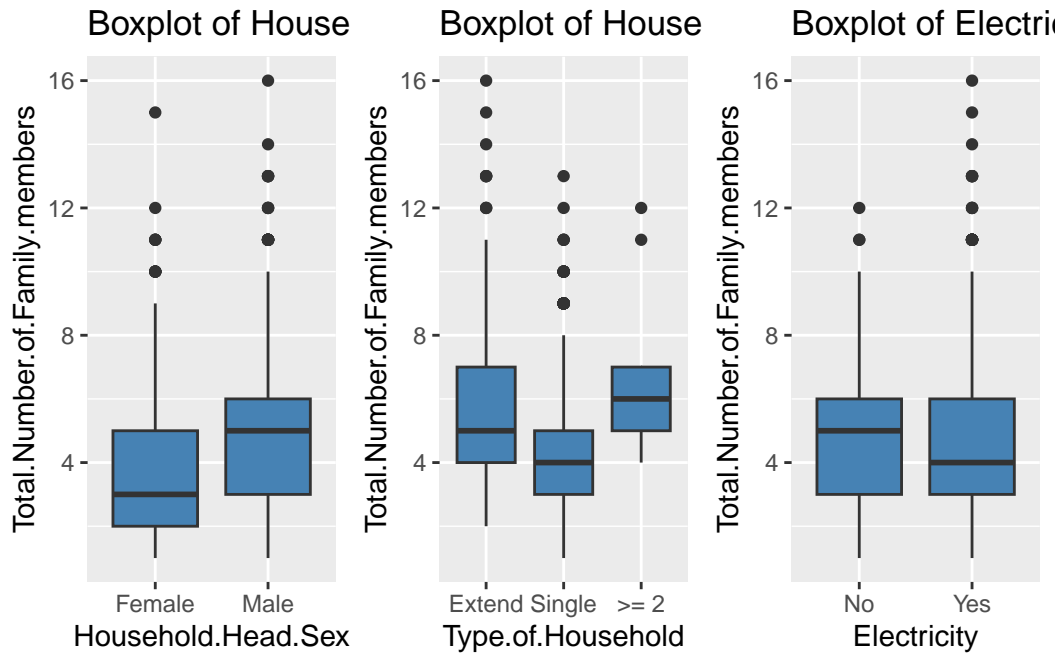 Boxplot of House
Total.Number.of.Family.members
16
12
8
4
Female Male
Household.Head.Sex
Boxplot of House
Total.Number.of.Family.members
16
12
8
4
Extend Single >= 2
Type.of.Household
Boxplot of Electric
Total.Number.of.Family.members
16
12
8
4
No Yes
Electricity